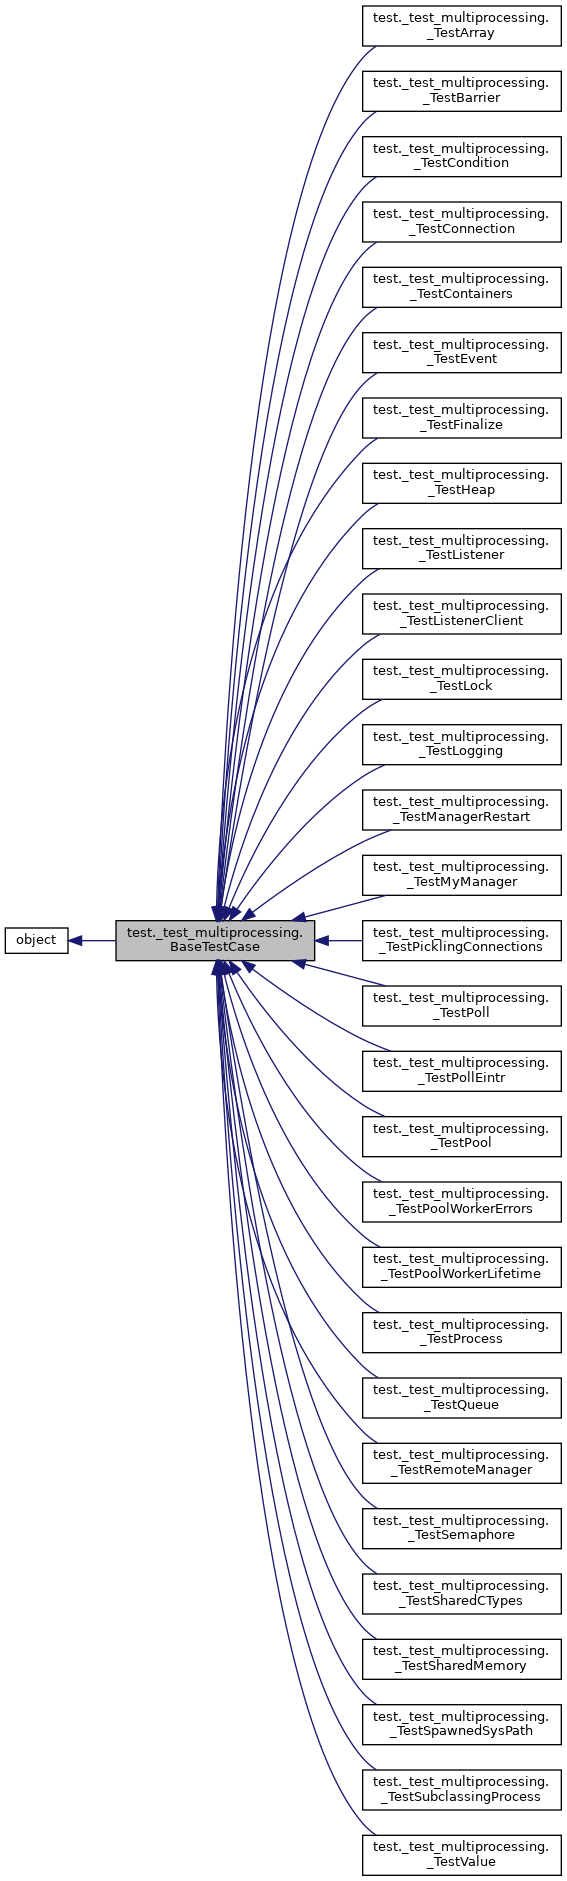 test._test_multiprocessing.
_TestArray
test._test_multiprocessing.
_TestBarrier
test._test_multiprocessing.
_TestCondition
test._test_multiprocessing.
_TestConnection
test._test_multiprocessing.
_TestContainers
test._test_multiprocessing.
_TestEvent
test._test_multiprocessing.
_TestFinalize
test._test_multiprocessing.
_TestHeap
test._test_multiprocessing.
_TestListener
test._test_multiprocessing.
_TestListenerClient
test._test_multiprocessing.
_TestLock
test._test_multiprocessing.
_TestLogging
test._test_multiprocessing.
_TestManagerRestart
test._test_multiprocessing.
_TestMyManager
object
test._test_multiprocessing.
BaseTestCase
test._test_multiprocessing.
_TestPicklingConnections
test._test_multiprocessing.
_TestPoll
test._test_multiprocessing.
_TestPollEintr
test._test_multiprocessing.
_TestPool
test._test_multiprocessing.
_TestPoolWorkerErrors
test._test_multiprocessing.
_TestPoolWorkerLifetime
test._test_multiprocessing.
_TestProcess
test._test_multiprocessing.
_TestQueue
test._test_multiprocessing.
_TestRemoteManager
test._test_multiprocessing.
_TestSemaphore
test._test_multiprocessing.
_TestSharedCTypes
test._test_multiprocessing.
_TestSharedMemory
test._test_multiprocessing.
_TestSpawnedSysPath
test._test_multiprocessing.
_TestSubclassingProcess
test._test_multiprocessing.
_TestValue